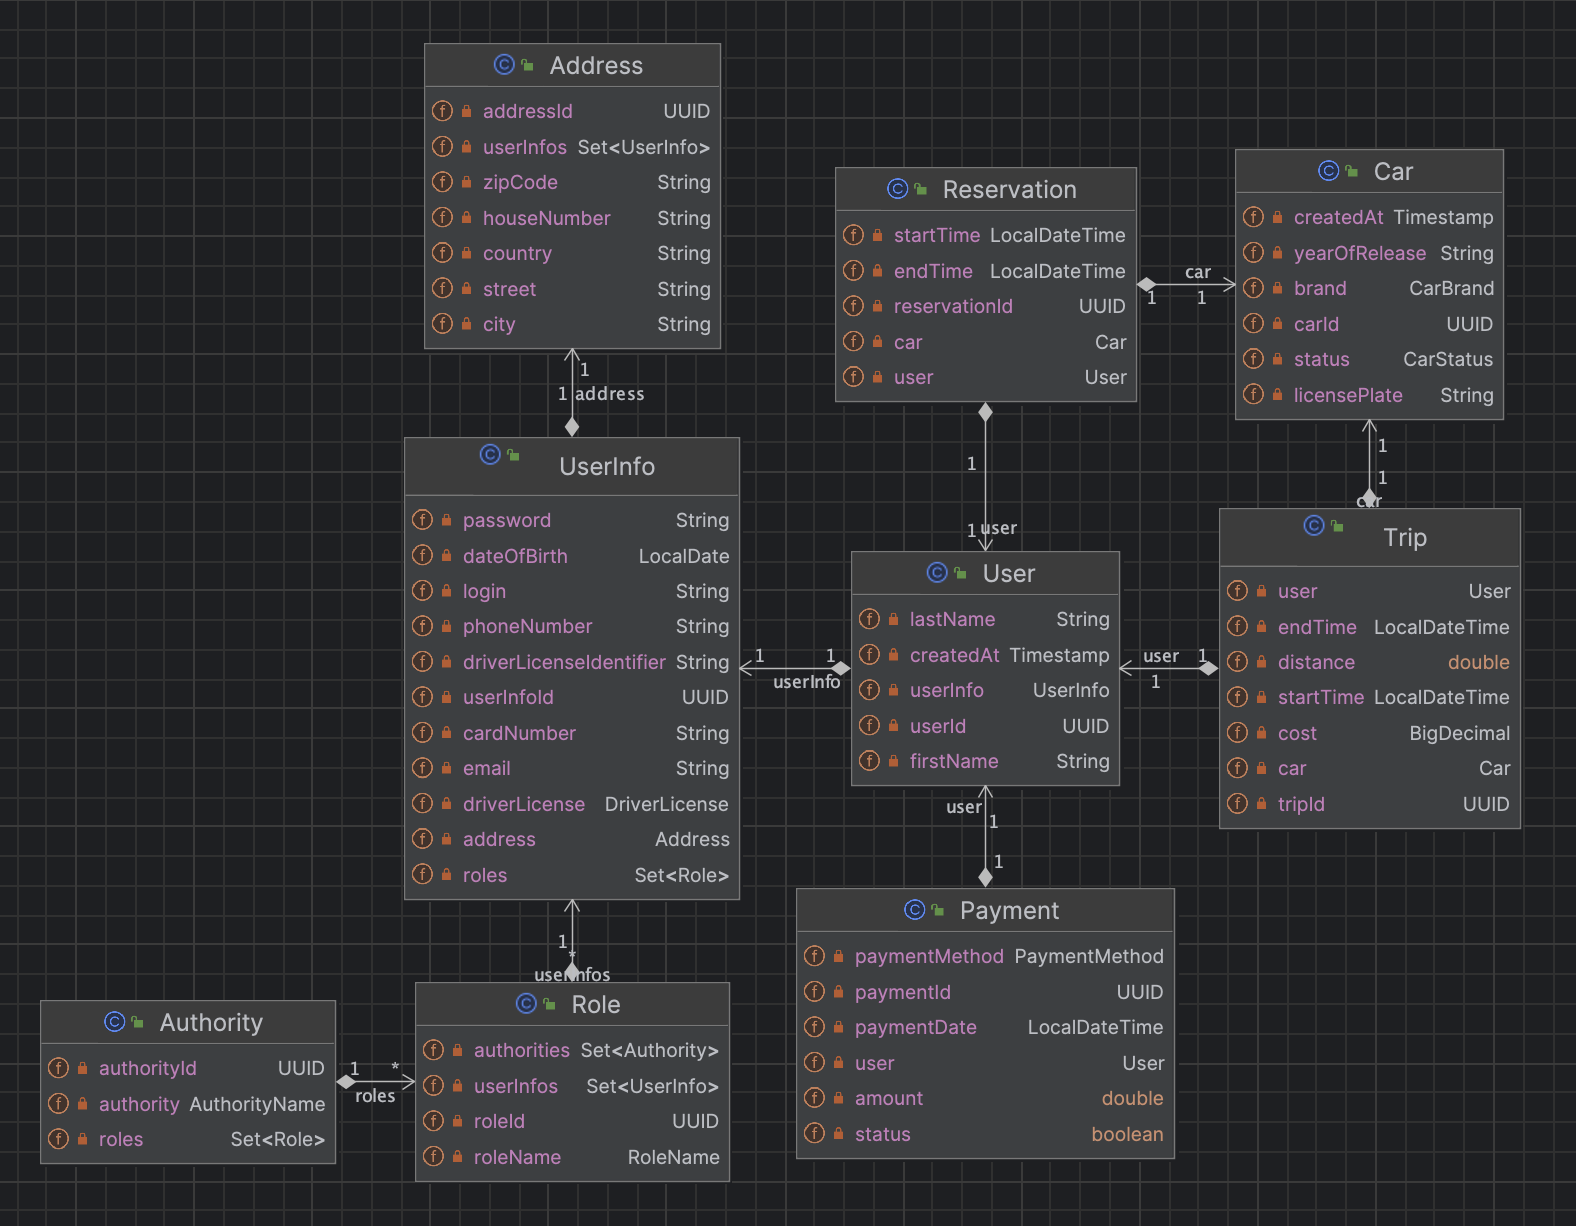 Address
addressId UUID
userInfos Set<UserInfo>
zipCode String
houseNumber String
country String
street String
city String
1
1 address
UserInfo
password String
dateOfBirth LocalDate
login String
phoneNumber String
driverLicenseIdentifier String
userInfoId UUID
cardNumber String
email String
driverLicense DriverLicense
address Address
roles Set<Role>
1
*
userInfos
Authority
authorityId UUID
authority AuthorityName
roles Set<Role>
1 *
roles
Role
authorities Set<Authority>
userInfos Set<UserInfo>
roleId UUID
roleName RoleName
Reservation
startTime LocalDateTime
endTime LocalDateTime
reservationId UUID
car Car
user User
car
1 1
1
1 user
Car
createdAt Timestamp
yearOfRelease String
brand CarBrand
carId UUID
status CarStatus
licensePlate String
1
1
car
User
lastName String
createdAt Timestamp
userInfo UserInfo
userId UUID
firstName String
1 1
userInfo
user 1
1
Trip
user User
endTime LocalDateTime
distance double
startTime LocalDateTime
cost BigDecimal
car Car
tripId UUID
user
1
1
Payment
paymentMethod PaymentMethod
paymentId UUID
paymentDate LocalDateTime
user User
amount double
status boolean